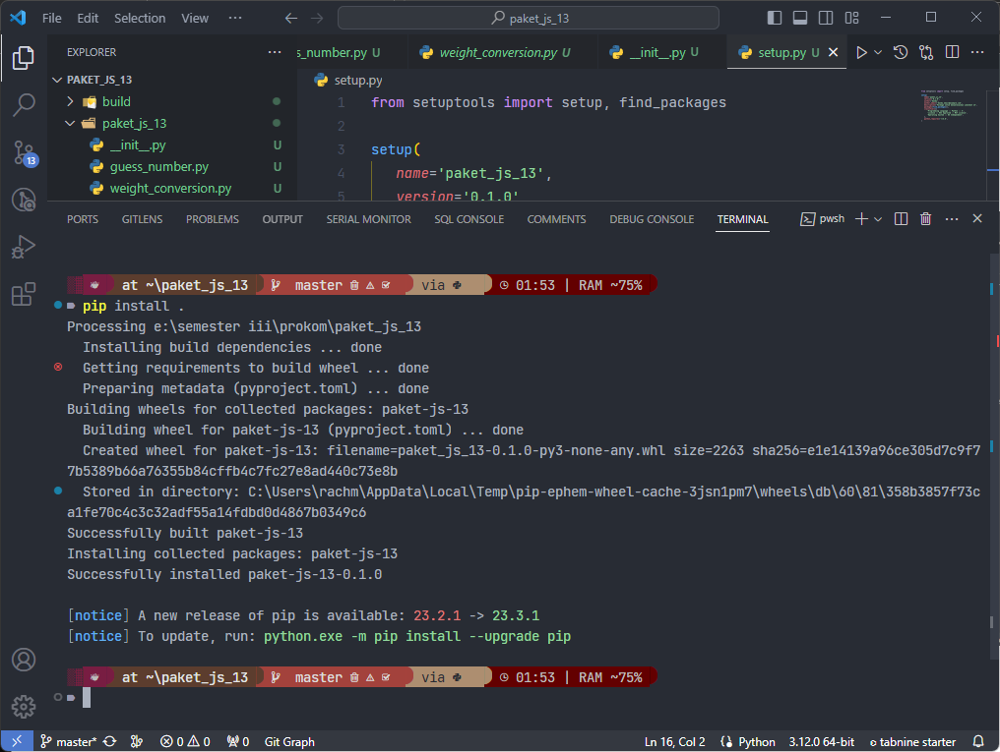 File Edit Selection View ··· paket_js_13
EXPLORER ···
s_number.py U weight_conversion.py U __init__.py U setup.py U
PAKET_JS_13
build
paket_js_13
__init__.py U
guess_number.py U
weight_conversion.py U
13
setup.py
1 from setuptools import setup, find_packages
2
3 setup(
4 name='paket_js_13',
5 version='0.1.0'
PORTS GITLENS PROBLEMS OUTPUT SERIAL MONITOR SQL CONSOLE COMMENTS DEBUG CONSOLE TERMINAL pwsh
at ~\paket_js_13 master via 01:53 | RAM ~75%
pip install .
Processing e:\semester iii\prokom\paket_js_13
Installing build dependencies ... done
Getting requirements to build wheel ... done
Preparing metadata (pyproject.toml) ... done
Building wheels for collected packages: paket-js-13
Building wheel for paket-js-13 (pyproject.toml) ... done
Created wheel for paket-js-13: filename=paket_js_13-0.1.0-py3-none-any.whl size=2263 sha256=e1e14139a96ce305d7c9f7
7b5389b66a76355b84cffb4c7fc27e8ad440c73e8b
Stored in directory: C:\Users\rachm\AppData\Local\Temp\pip-ephem-wheel-cache-3jsn1pm7\wheels\db\60\81\358b3857f73c
a1fe70c4c3c32adf55a14fdbd0d4867b0349c6
Successfully built paket-js-13
Installing collected packages: paket-js-13
Successfully installed paket-js-13-0.1.0
[notice] A new release of pip is available: 23.2.1 -> 23.3.1
[notice] To update, run: python.exe -m pip install --upgrade pip
at ~\paket_js_13 master via 01:53 | RAM ~75%
master* 0 0 0 Git Graph Ln 16, Col 2 Python 3.12.0 64-bit tabnine starter